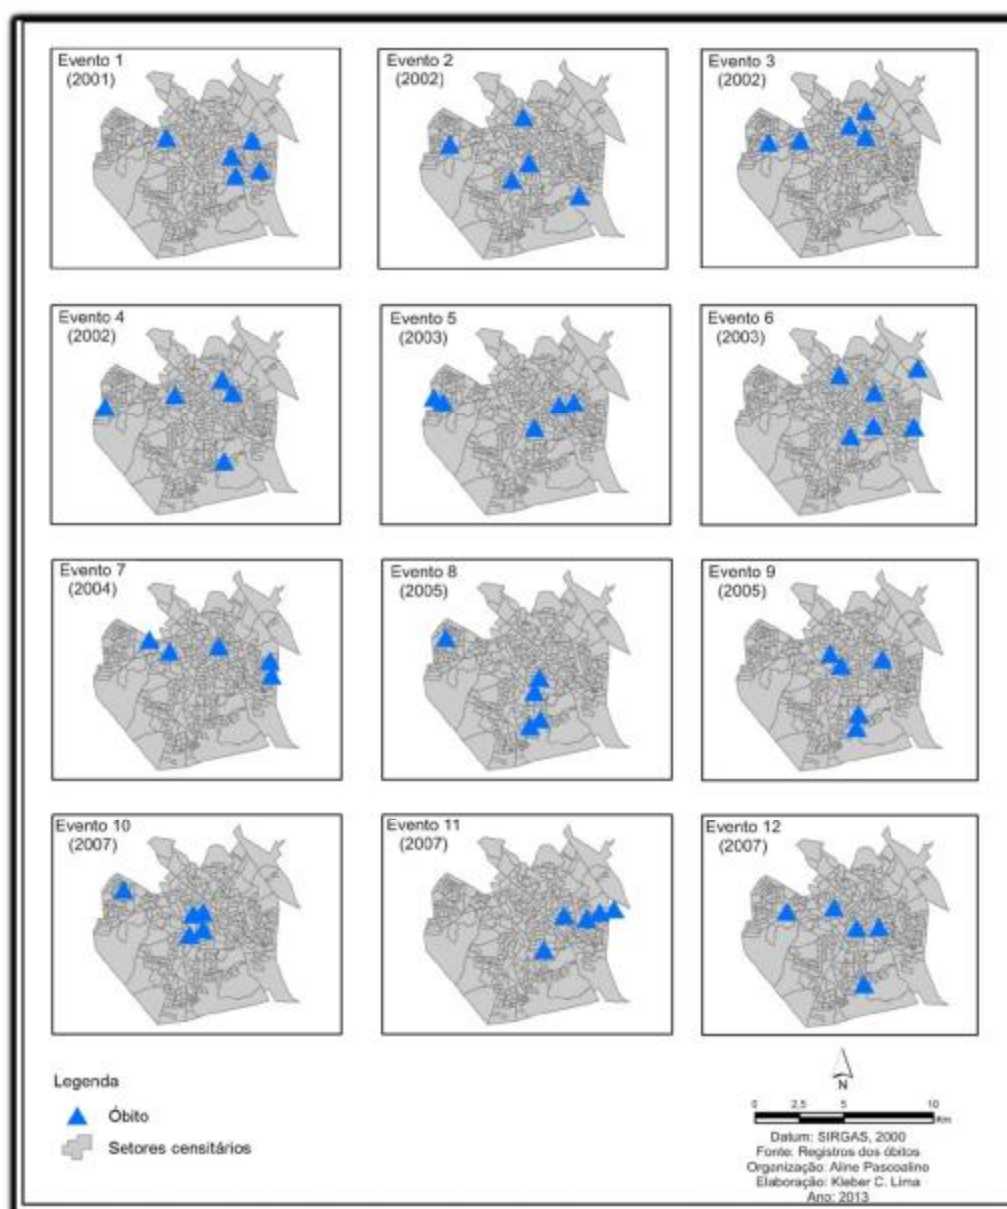 Evento 1
(2001)
Evento 2
(2002)
Evento 3
(2002)
Evento 4
(2002)
Evento 5
(2003)
Evento 6
(2003)
Evento 7
(2004)
Evento 8
(2005)
Evento 9
(2005)
Evento 10
(2007)
Evento 11
(2007)
Evento 12
(2007)
Legenda
Óbito
Setores censitários
N
0 2,5 5 10
Km
Datum: SIRGAS, 2000
Fonte: Registros dos óbitos
Organização: Aline Pascoalino
Elaboração: Kleber C. Lima
Ano: 2013